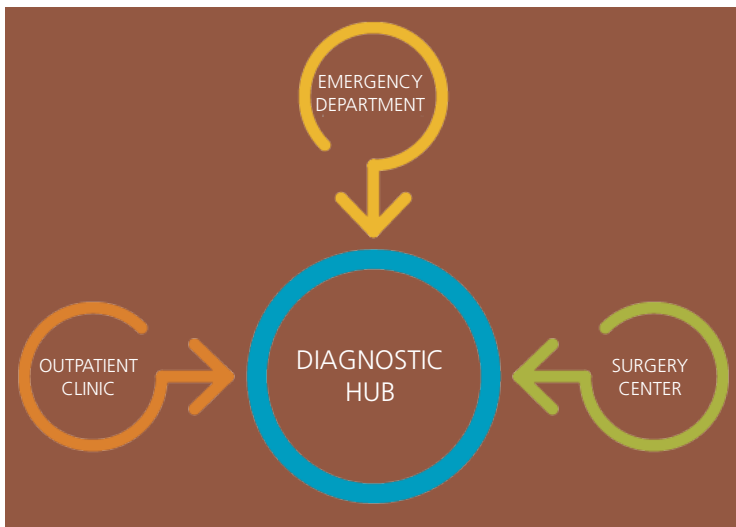 EMERGENCY
DEPARTMENT
OUTPATIENT
CLINIC
DIAGNOSTIC
HUB
SURGERY
CENTER